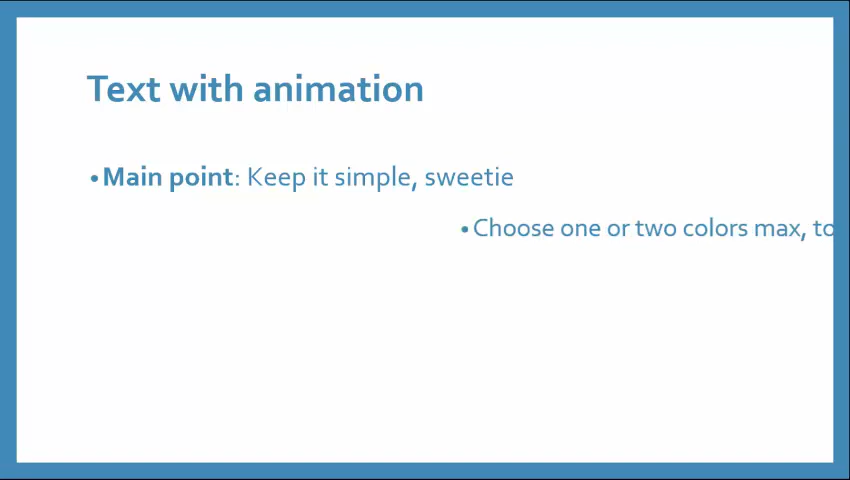 Text with animation
•Main point: Keep it simple, sweetie
•Choose one or two colors max, to